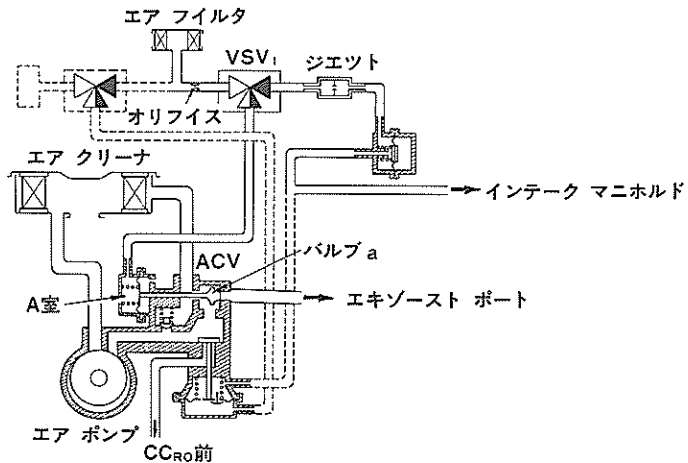 エア フイルタ
VSV₁
ジエツト
オリフイス
エア クリーナ
インテーク マニホルド
ACV
バルブ a
A室
エキゾースト ポート
エア ポンプ
CCRO前